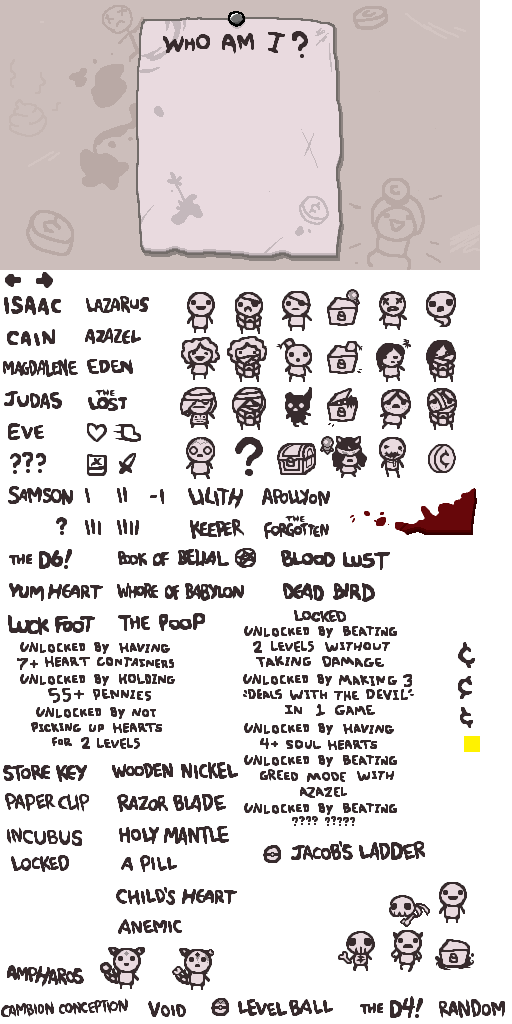 WHO AM I?
ISAAC LAZARUS
CAIN AZAZEL
MAGDALENE EDEN
JUDAS THE LOST
EVE
???
?
SAMSON I II -I LILITH APOLLYON
? III IIII KEEPER THE FORGOTTEN
THE D6! BOOK OF BELIAL BLOOD LUST
YUM HEART WHORE OF BABYLON DEAD BIRD
LUCK FOOT THE POOP
LOCKED
UNLOCKED BY HAVING
7+ HEART CONTAINERS
UNLOCKED BY HOLDING
55+ PENNIES
UNLOCKED BY NOT
PICKING UP HEARTS
FOR 2 LEVELS
UNLOCKED BY BEATING
2 LEVELS WITHOUT
TAKING DAMAGE
UNLOCKED BY MAKING 3
"DEALS WITH THE DEVIL"
IN 1 GAME
UNLOCKED BY HAVING
4+ SOUL HEARTS
UNLOCKED BY BEATING
GREED MODE WITH
AZAZEL
UNLOCKED BY BEATING
???? ?????
¢
¢
¢
STORE KEY WOODEN NICKEL
PAPER CLIP RAZOR BLADE
INCUBUS HOLY MANTLE
LOCKED A PILL
JACOB'S LADDER
CHILD'S HEART
ANEMIC
AMPHAROS
CAMBION CONCEPTION VOID LEVEL BALL THE D4! RANDOM